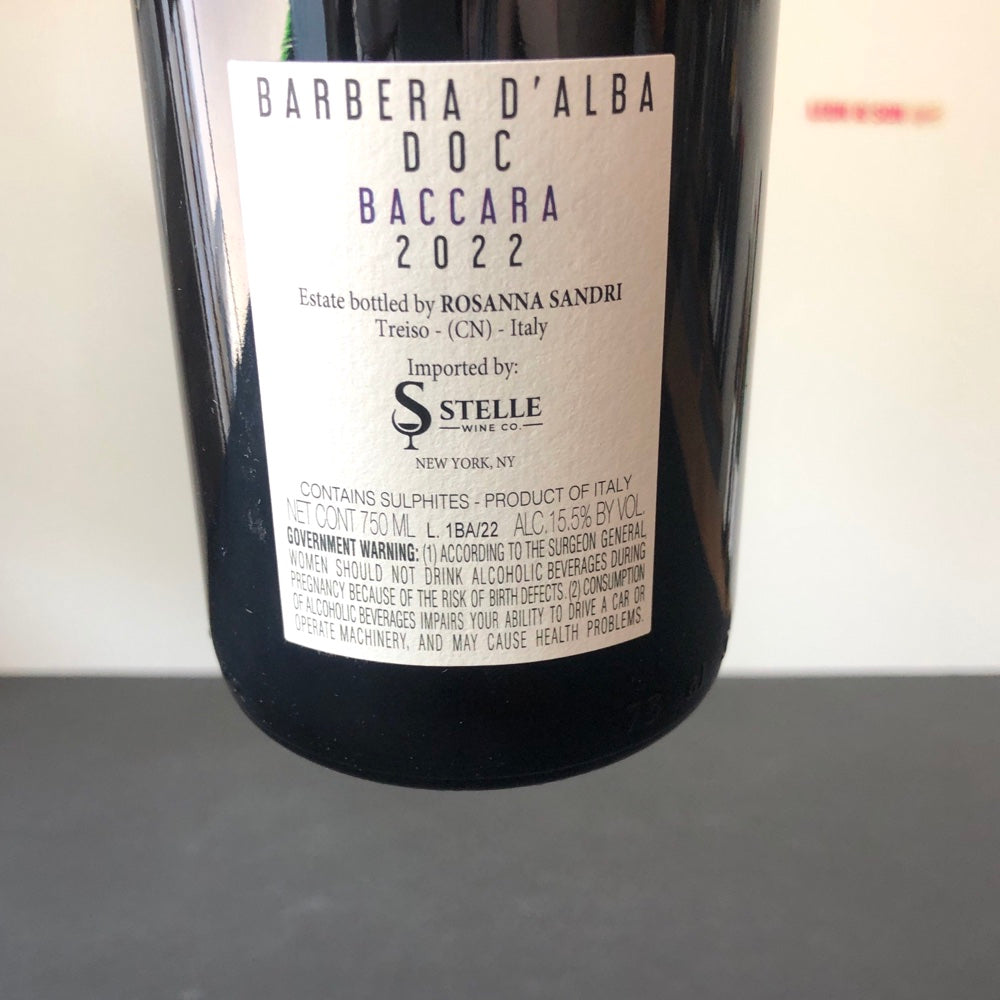 BARBERA D'ALBA
DOC
BACCARA
2022
Estate bottled by ROSANNA SANDRI
Treiso - (CN) - Italy
Imported by:
S STELLE
WINE CO.
NEW YORK, NY
CONTAINS SULPHITES - PRODUCT OF ITALY
NET CONT 750 ML L. 1BA/22 ALC.15.5% BY VOL.
GOVERNMENT WARNING: (1) ACCORDING TO THE SURGEON GENERAL,
WOMEN SHOULD NOT DRINK ALCOHOLIC BEVERAGES DURING
PREGNANCY BECAUSE OF THE RISK OF BIRTH DEFECTS. (2) CONSUMPTION
OF ALCOHOLIC BEVERAGES IMPAIRS YOUR ABILITY TO DRIVE A CAR OR
OPERATE MACHINERY, AND MAY CAUSE HEALTH PROBLEMS.